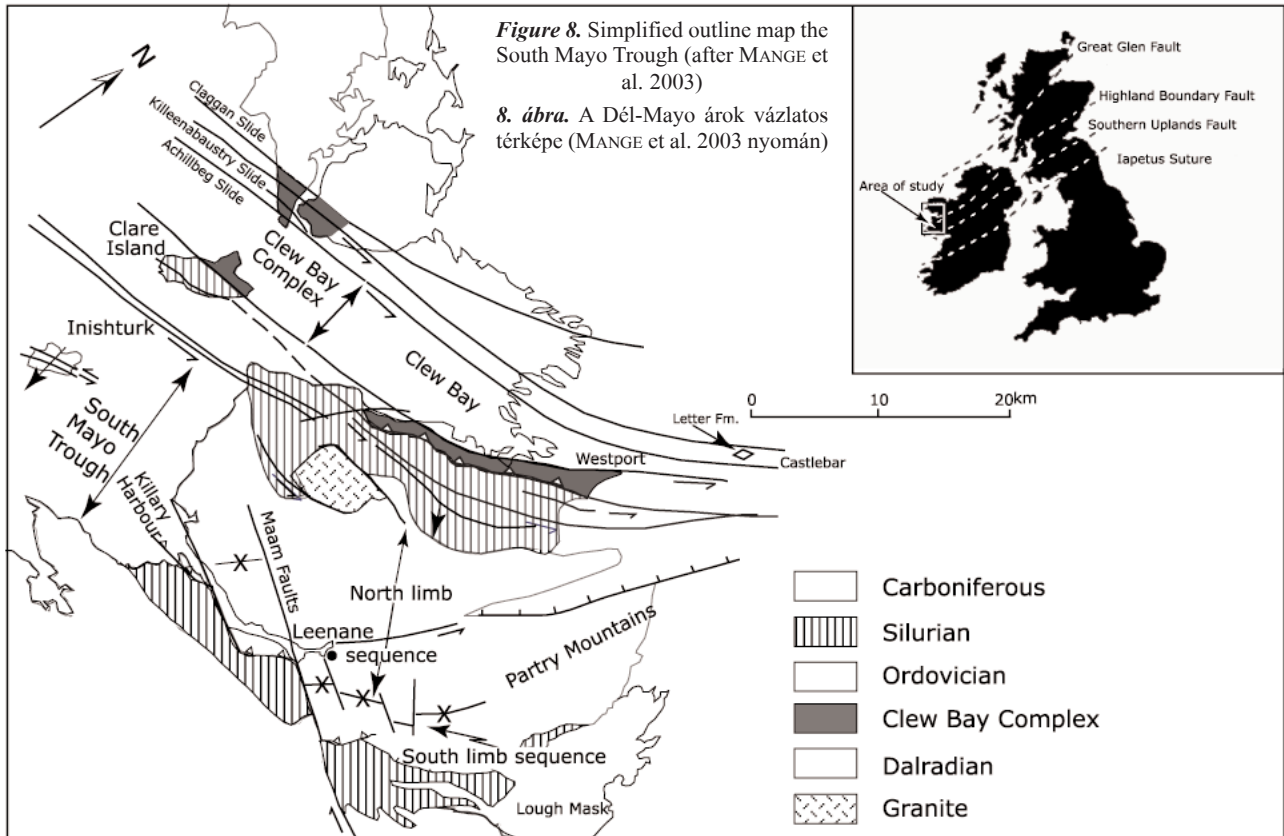 Figure 8. Simplified outline map the
South Mayo Trough (after MANGE et
al. 2003)
8. ábra. A Dél-Mayo árok vázlatos
térképe (MANGE et al. 2003 nyomán)
N
Claggan Slide
Killeenabaustry Slide
Achillbeg Slide
Great Glen Fault
Highland Boundary Fault
Southern Uplands Fault
Iapetus Suture
Area of study
Clare
Island
Clew Bay
Complex
Inishturk
Clew Bay
0 10 20km
Letter Fm.
Castlebar
Westport
South
Mayo
Trough
Killary
Harbour
Maam Faults
North limb
Leenane
sequence
Partry Mountains
South limb sequence
Lough Mask
Carboniferous
Silurian
Ordovician
Clew Bay Complex
Dalradian
Granite